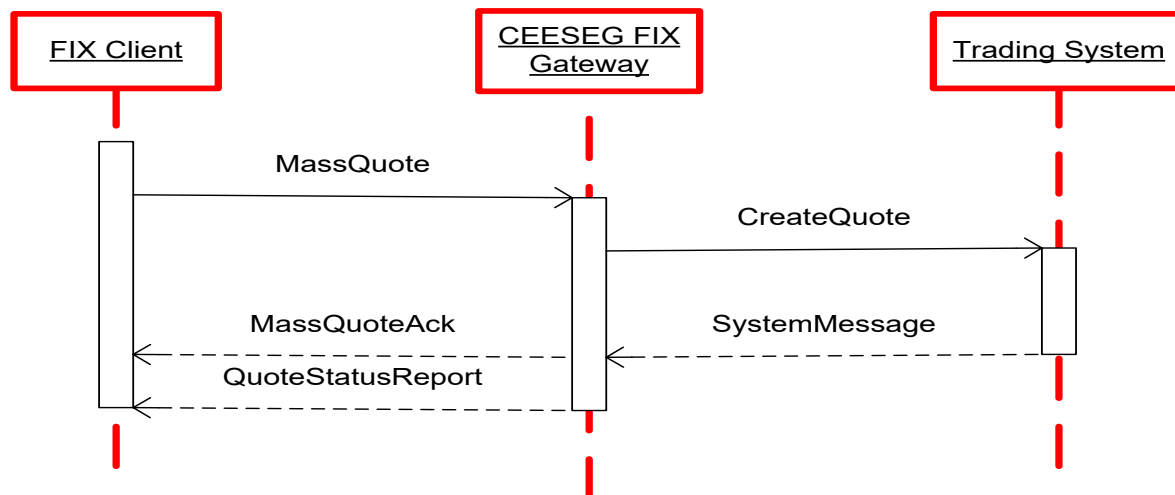 FIX Client
CEESEG FIX
Gateway
Trading System
MassQuote
CreateQuote
MassQuoteAck
SystemMessage
QuoteStatusReport